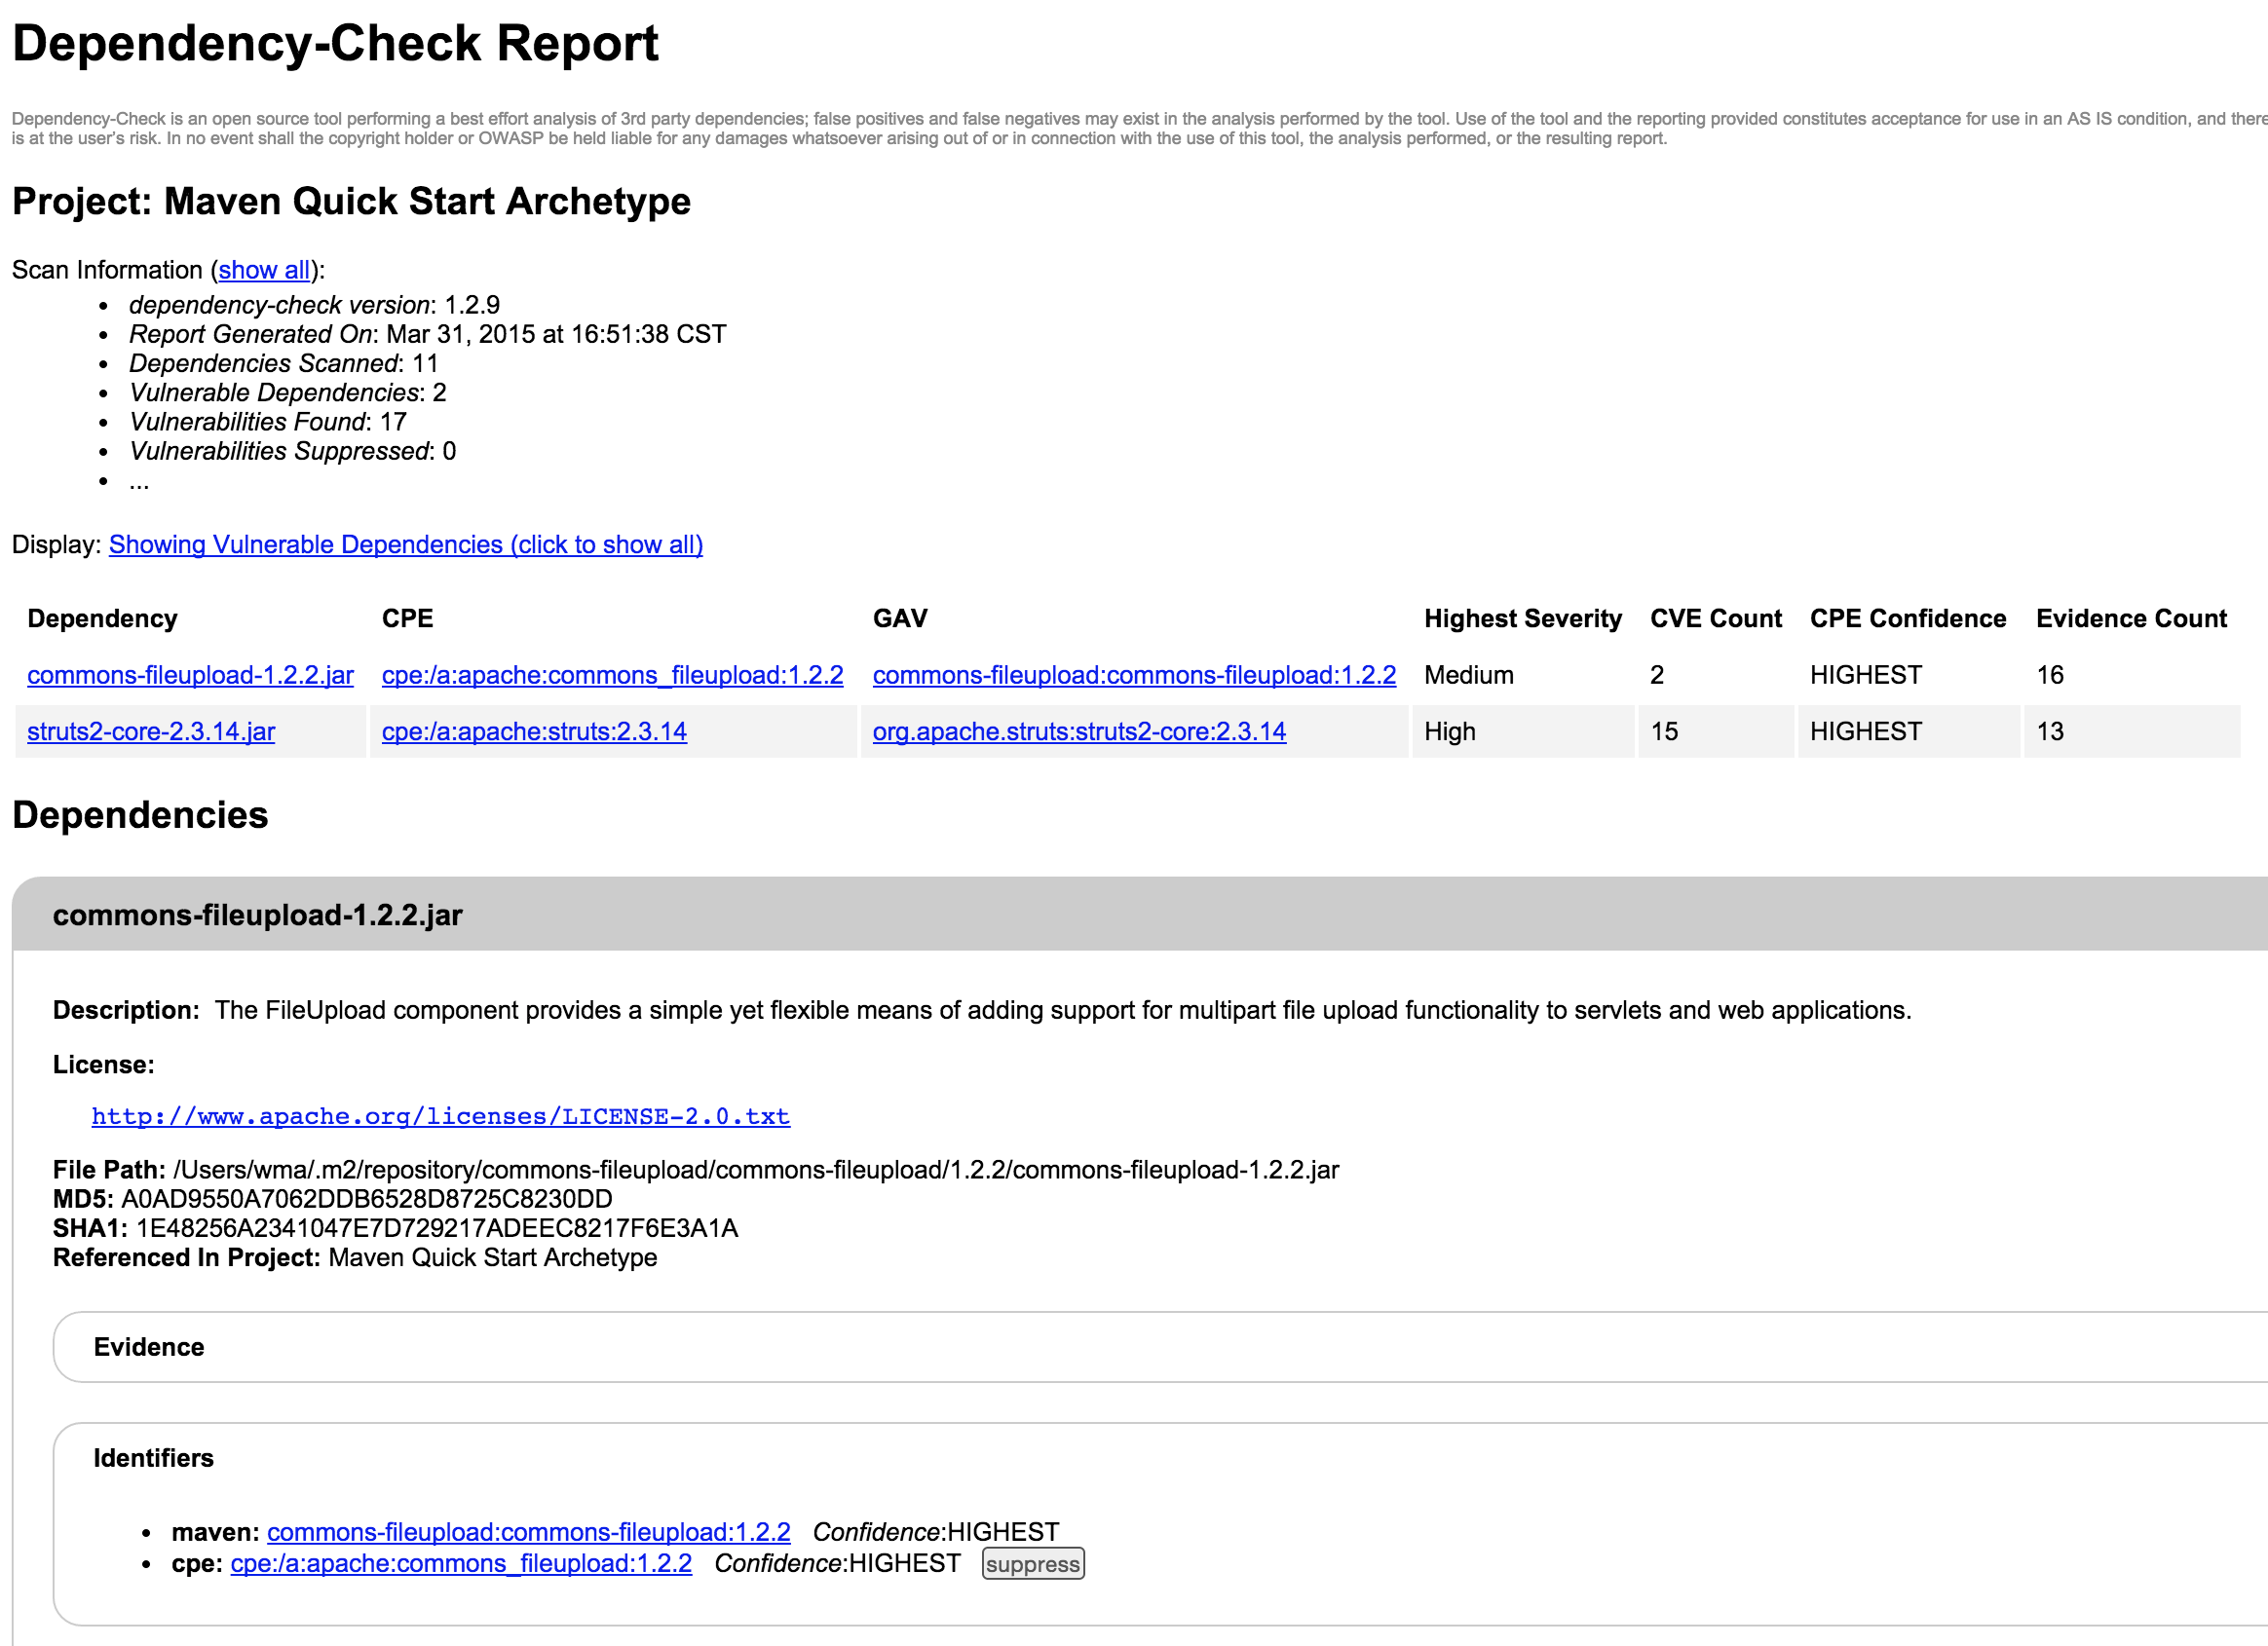 Dependency-Check Report
Dependency-Check is an open source tool performing a best effort analysis of 3rd party dependencies; false positives and false negatives may exist in the analysis performed by the tool. Use of the tool and the reporting provided constitutes acceptance for use in an AS IS condition, and there
is at the user's risk. In no event shall the copyright holder or OWASP be held liable for any damages whatsoever arising out of or in connection with the use of this tool, the analysis performed, or the resulting report.
Project: Maven Quick Start Archetype
Scan Information (show all):
• dependency-check version: 1.2.9
• Report Generated On: Mar 31, 2015 at 16:51:38 CST
• Dependencies Scanned: 11
• Vulnerable Dependencies: 2
• Vulnerabilities Found: 17
• Vulnerabilities Suppressed: 0
• ...
Display: Showing Vulnerable Dependencies (click to show all)
Dependency CPE GAV Highest Severity CVE Count CPE Confidence Evidence Count
commons-fileupload-1.2.2.jar cpe:/a:apache:commons_fileupload:1.2.2 commons-fileupload:commons-fileupload:1.2.2 Medium 2 HIGHEST 16
struts2-core-2.3.14.jar cpe:/a:apache:struts:2.3.14 org.apache.struts:struts2-core:2.3.14 High 15 HIGHEST 13
Dependencies
commons-fileupload-1.2.2.jar
Description: The FileUpload component provides a simple yet flexible means of adding support for multipart file upload functionality to servlets and web applications.
License:
http://www.apache.org/licenses/LICENSE-2.0.txt
File Path: /Users/wma/.m2/repository/commons-fileupload/commons-fileupload/1.2.2/commons-fileupload-1.2.2.jar
MD5: A0AD9550A7062DDB6528D8725C8230DD
SHA1: 1E48256A2341047E7D729217ADEEC8217F6E3A1A
Referenced In Project: Maven Quick Start Archetype
Evidence
Identifiers
• maven: commons-fileupload:commons-fileupload:1.2.2 Confidence:HIGHEST
• cpe: cpe:/a:apache:commons_fileupload:1.2.2 Confidence:HIGHEST suppress